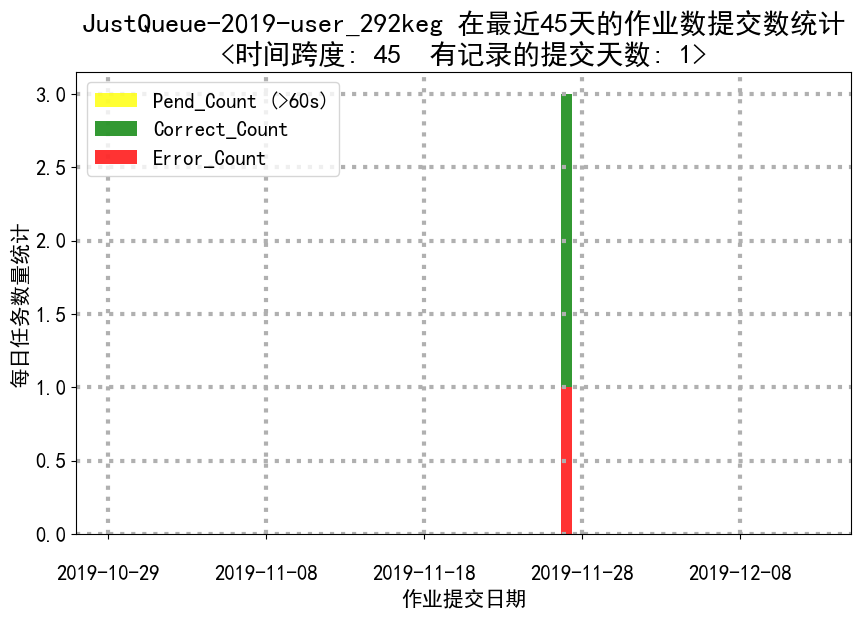 JustQueue-2019-user_292keg 在最近45天的作业数提交数统计
<时间跨度: 45  有记录的提交天数: 1>
Pend_Count (>60s)
Correct_Count
Error_Count
每日任务数量统计
3.0
2.5
2.0
1.5
1.0
0.5
0.0
2019-10-29
2019-11-08
2019-11-18
2019-11-28
2019-12-08
作业提交日期